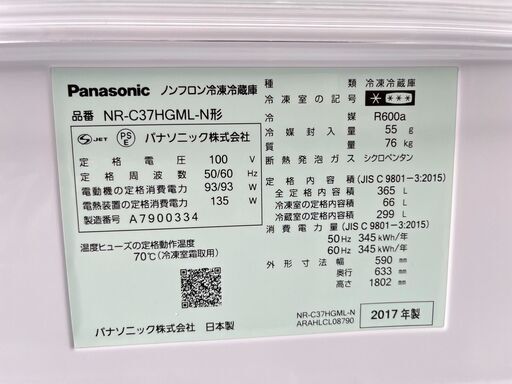 Panasonic ノンフロン冷凍冷蔵庫
品番 NR-C37HGML-N形
S JET PS E パナソニック株式会社
定格電圧 100 V
定格周波数 50/60 Hz
電動機の定格消費電力 93/93 W
電熱装置の定格消費電力 135 W
製造番号 A7900334
温度ヒューズの定格動作温度
70℃(冷凍室霜取用)
パナソニック株式会社 日本製
種類 冷凍冷蔵庫
冷凍室の記号
冷媒 R600a
冷媒封入量 55 g
質量 76 kg
断熱発泡ガス シクロペンタン
定格内容積 (JIS C 9801-3:2015)
全定格内容積 365 L
冷凍室の定格内容積 66 L
冷蔵室 299 L
消費電力量 (JIS C 9801-3:2015)
50 Hz 345 kWh/年
60 Hz 345 kWh/年
外形寸法 幅 590 mm
奥行 633 mm
高さ 1802 mm
NR-C37HGML-N
ARAHLCL08790
2017年製